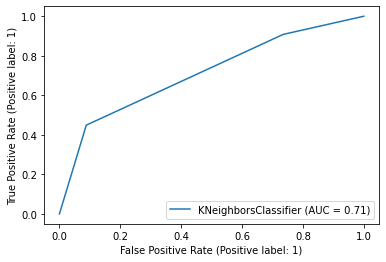 1.0
0.8
0.6
0.4
0.2
0.0
True Positive Rate (Positive label: 1)
KNeighborsClassifier (AUC = 0.71)
0.0 0.2 0.4 0.6 0.8 1.0
False Positive Rate (Positive label: 1)